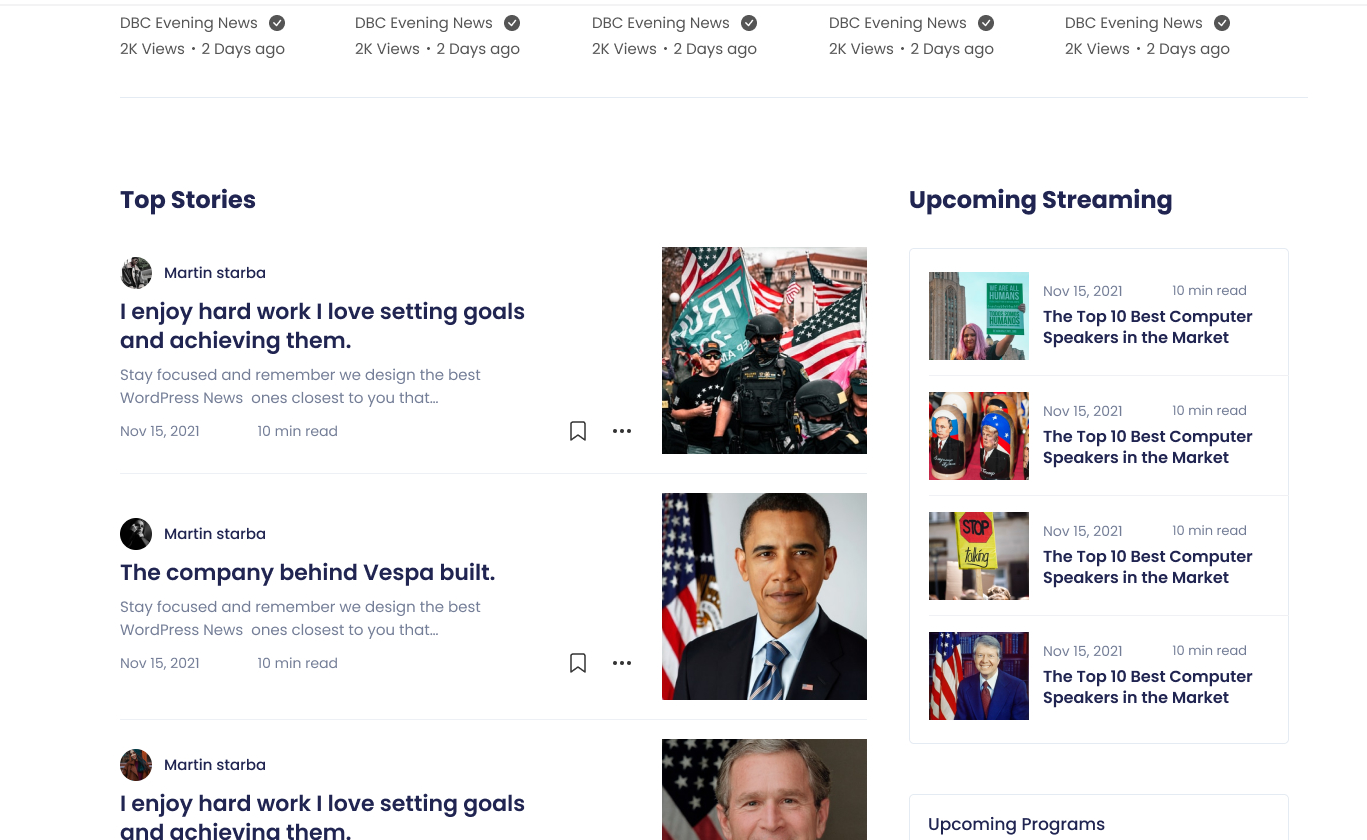 DBC Evening News
DBC Evening News
DBC Evening News
DBC Evening News
DBC Evening News
2K Views • 2 Days ago
2K Views • 2 Days ago
2K Views • 2 Days ago
2K Views • 2 Days ago
2K Views • 2 Days ago
Top Stories
Martin starba
I enjoy hard work I love setting goals
and achieving them.
Stay focused and remember we design the best
WordPress News ones closest to you that...
Nov 15, 2021 10 min read
Martin starba
The company behind Vespa built.
Stay focused and remember we design the best
WordPress News ones closest to you that...
Nov 15, 2021 10 min read
Martin starba
I enjoy hard work I love setting goals
and achieving them.
Upcoming Streaming
WE ARE ALL
HUMANS
TODOS SOMOS
HUMANOS
Nov 15, 2021 10 min read
The Top 10 Best Computer
Speakers in the Market
Nov 15, 2021 10 min read
The Top 10 Best Computer
Speakers in the Market
STOP
talking
Nov 15, 2021 10 min read
The Top 10 Best Computer
Speakers in the Market
Nov 15, 2021 10 min read
The Top 10 Best Computer
Speakers in the Market
Upcoming Programs